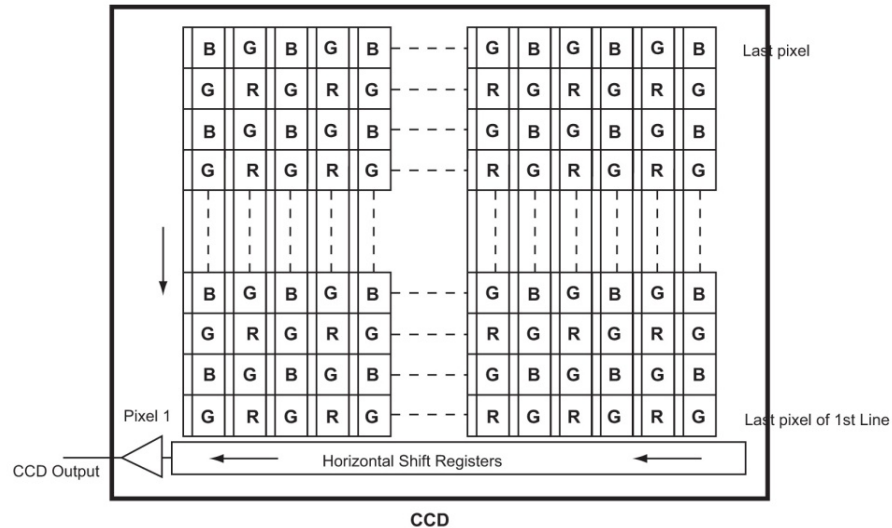 B G B G B G B G B G B Last pixel
G R G R G R G R G R G
B G B G B G B G B G B
G R G R G R G R G R G
B G B G B G B G B G B
G R G R G R G R G R G
B G B G B G B G B G B
Pixel 1 G R G R G R G R G R G Last pixel of 1st Line
CCD Output Horizontal Shift Registers
CCD